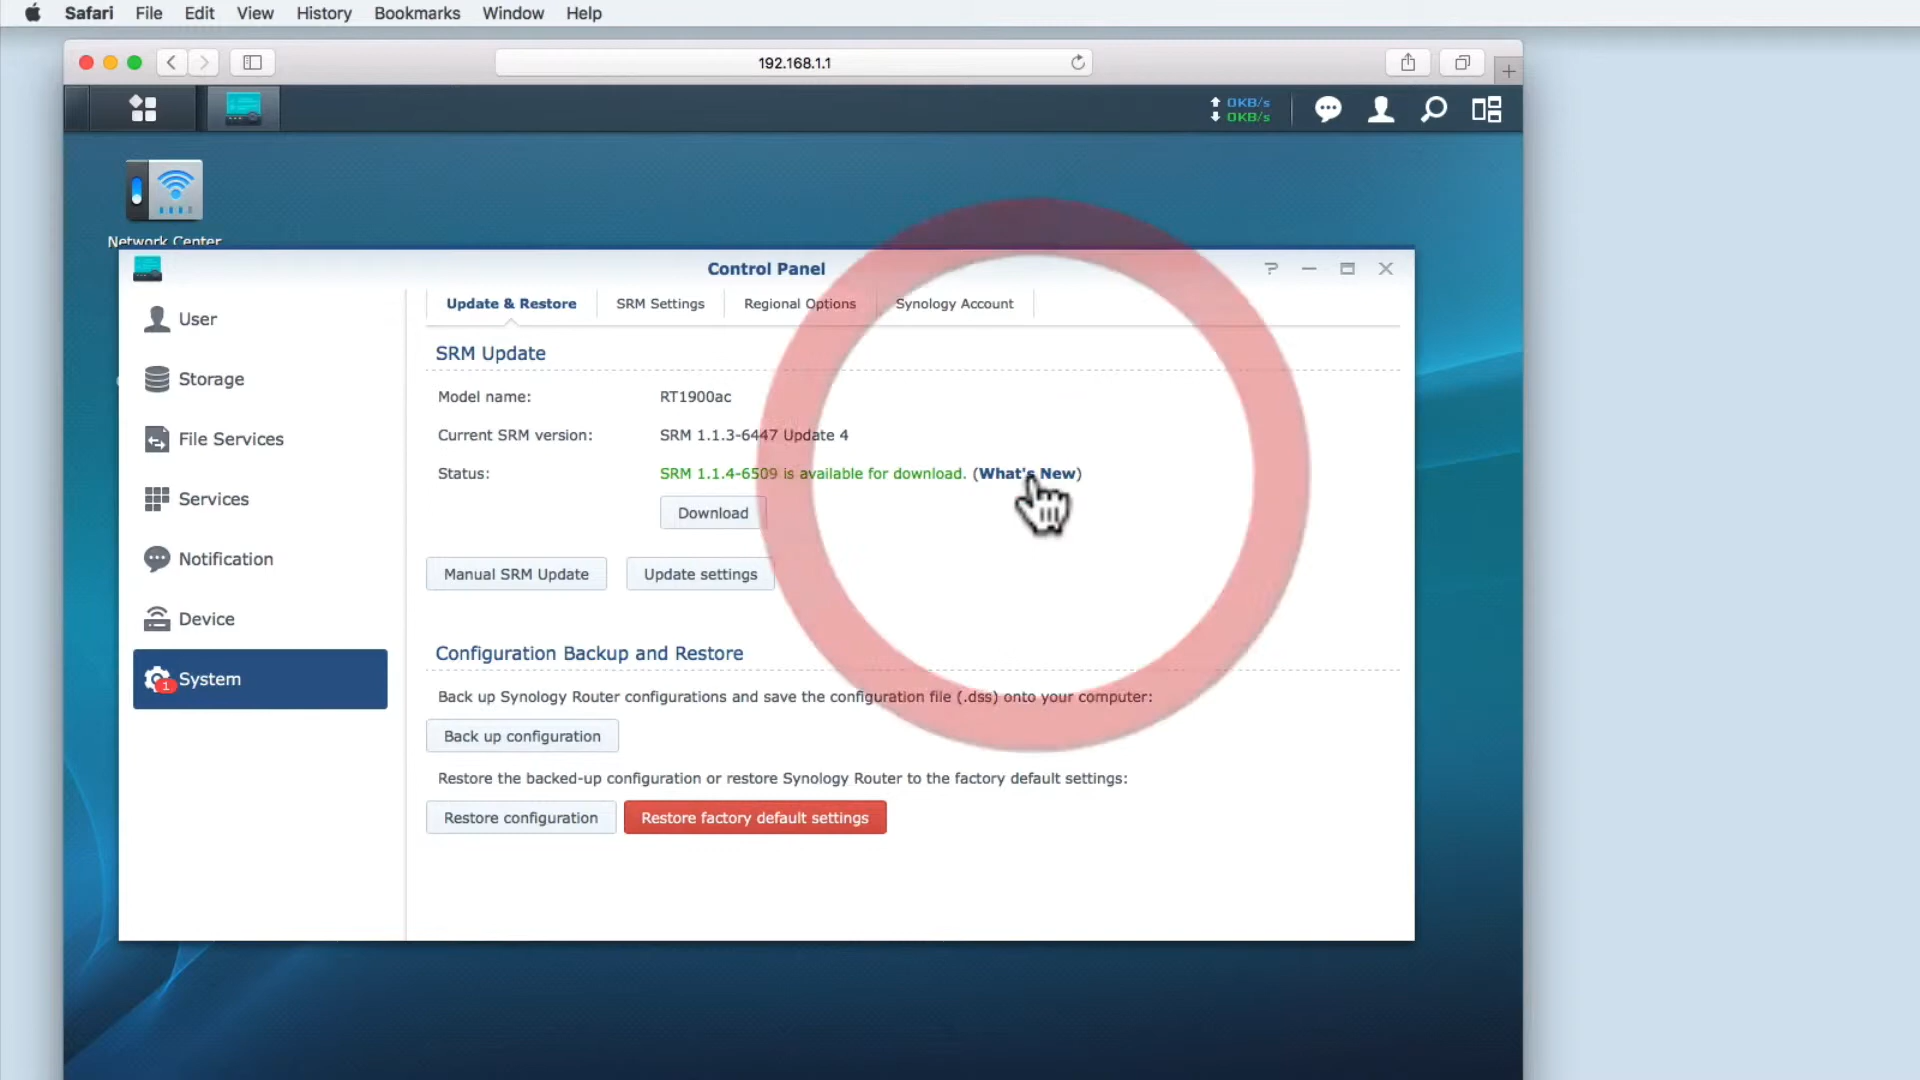 Safari File Edit View History Bookmarks Window Help
192.168.1.1
0KB/s
0KB/s
Network Center
Control Panel
User
Storage
File Services
Services
Notification
Device
1
System
Update & Restore SRM Settings Regional Options Synology Account
SRM Update
Model name: RT1900ac
Current SRM version: SRM 1.1.3-6447 Update 4
Status: SRM 1.1.4-6509 is available for download. (What's New)
Download
Manual SRM Update Update settings
Configuration Backup and Restore
Back up Synology Router configurations and save the configuration file (.dss) onto your computer:
Back up configuration
Restore the backed-up configuration or restore Synology Router to the factory default settings:
Restore configuration Restore factory default settings